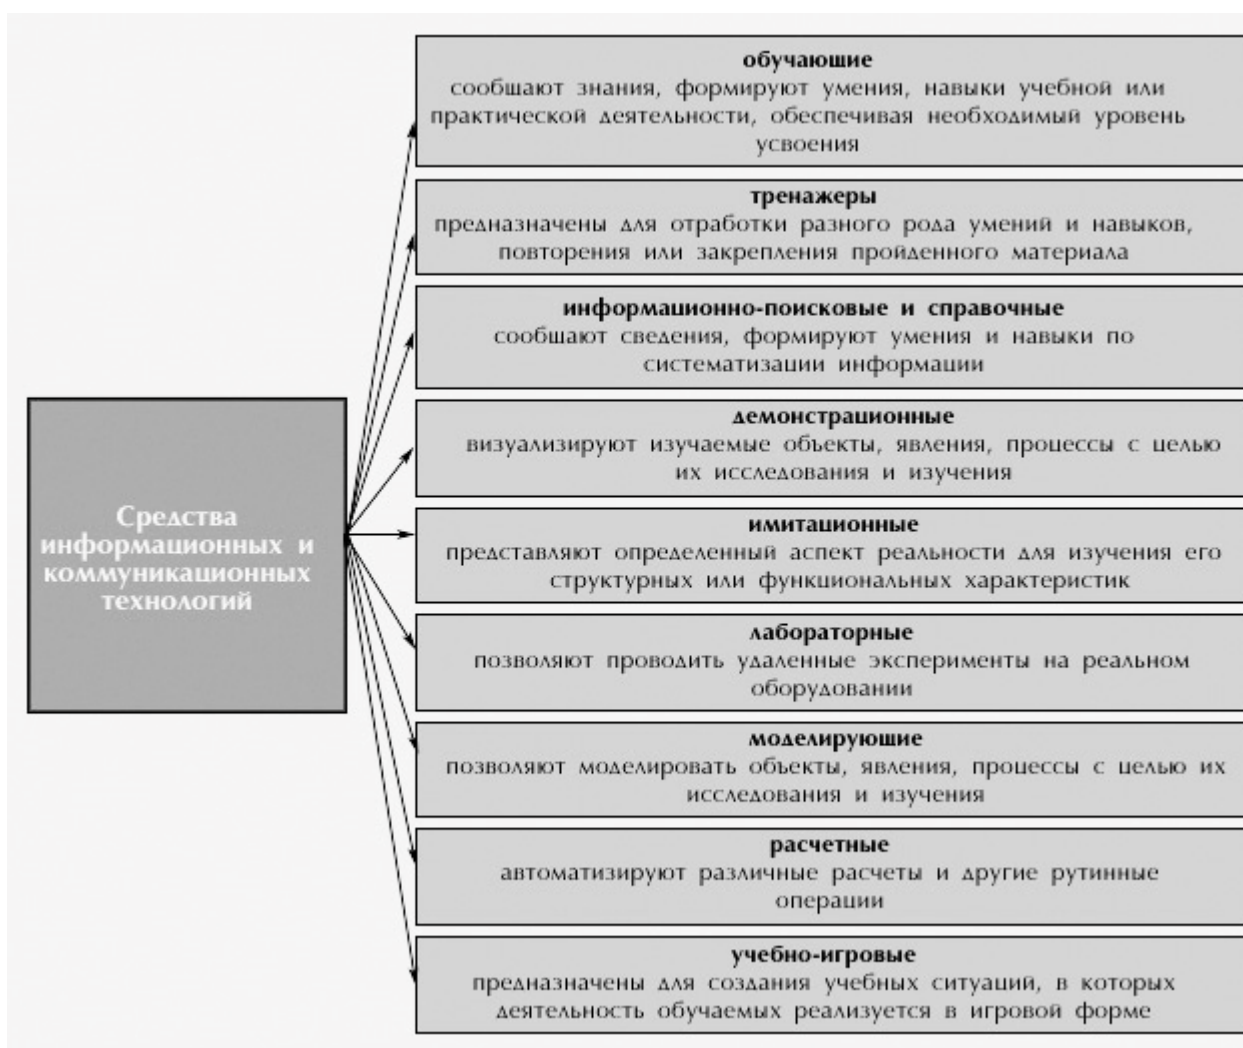 обучающие
сообщают знания, формируют умения, навыки учебной или
практической деятельности, обеспечивая необходимый уровень
усвоения
тренажеры
предназначены для отработки разного рода умений и навыков,
повторения или закрепления пройденного материала
информационно-поисковые и справочные
сообщают сведения, формируют умения и навыки по
систематизации информации
демонстрационные
визуализируют изучаемые объекты, явления, процессы с целью
их исследования и изучения
Средства
информационных и
коммуникационных
технологий
имитационные
представляют определенный аспект реальности для изучения его
структурных или функциональных характеристик
лабораторные
позволяют проводить удаленные эксперименты на реальном
оборудовании
моделирующие
позволяют моделировать объекты, явления, процессы с целью их
исследования и изучения
расчетные
автоматизируют различные расчеты и другие рутинные
операции
учебно-игровые
предназначены для создания учебных ситуаций, в которых
деятельность обучаемых реализуется в игровой форме